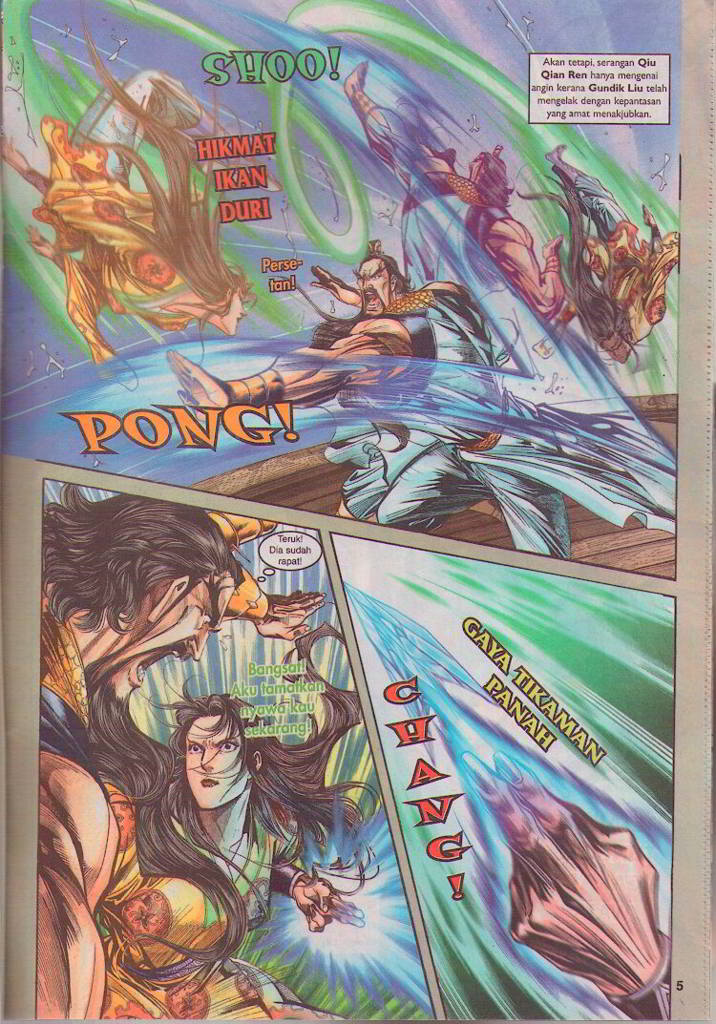 SHOO!
Akan tetapi, serangan Qiu
Qian Ren hanya mengenai
angin kerana Gundik Liu telah
mengelak dengan kepantasan
yang amat menakjubkan.
HIKMAT
IKAN
DURI
Perse-
tan!
PONG!
Teruk!
Dia sudah
rapat!
Bangsat!
Aku tamatkan
nyawa kau
sekarang!
GAYA TIKAMAN
PANAH
CHANG!
5